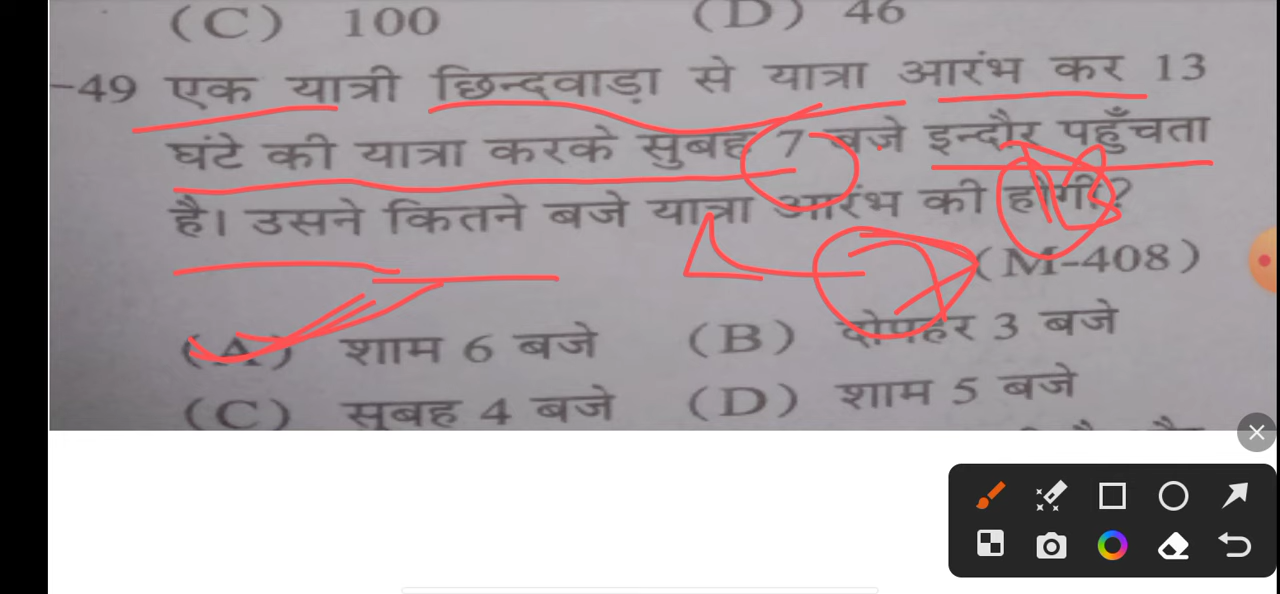 (C) 100 (D) 46
-49 एक यात्री छिन्दवाड़ा से यात्रा आरंभ कर 13
घंटे की यात्रा करके सुबह 7 बजे इन्दौर पहुँचता
है। उसने कितने बजे यात्रा आरंभ की होगी?
(M-408)
(A) शाम 6 बजे (B) दोपहर 3 बजे
(C) सुबह 4 बजे (D) शाम 5 बजे